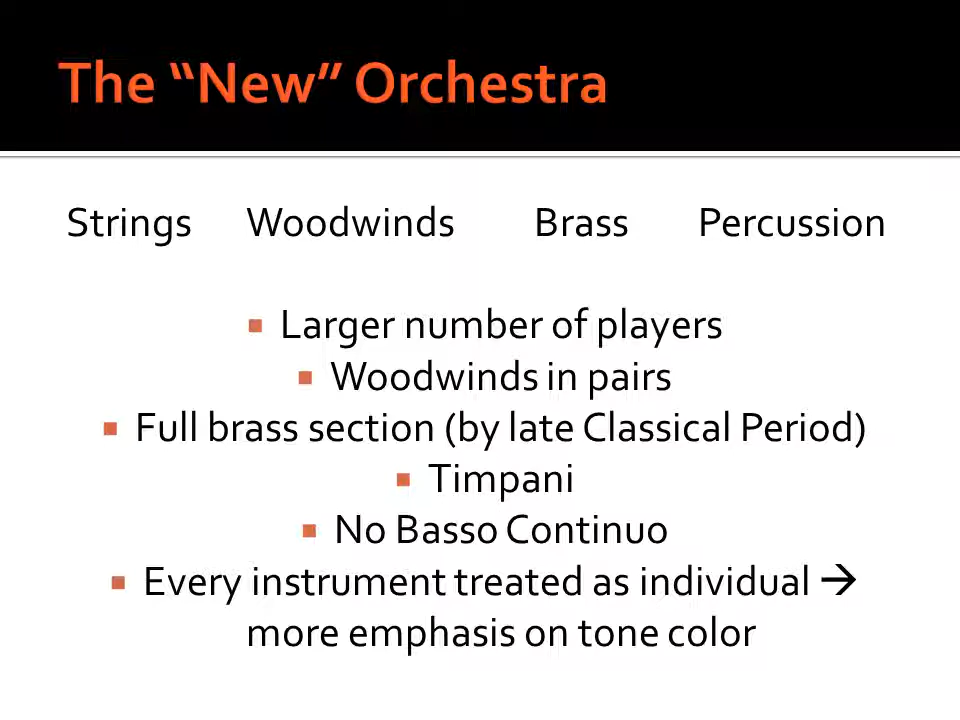 The “New” Orchestra
Strings Woodwinds Brass Percussion
▪ Larger number of players
▪ Woodwinds in pairs
▪ Full brass section (by late Classical Period)
▪ Timpani
▪ No Basso Continuo
▪ Every instrument treated as individual →
more emphasis on tone color